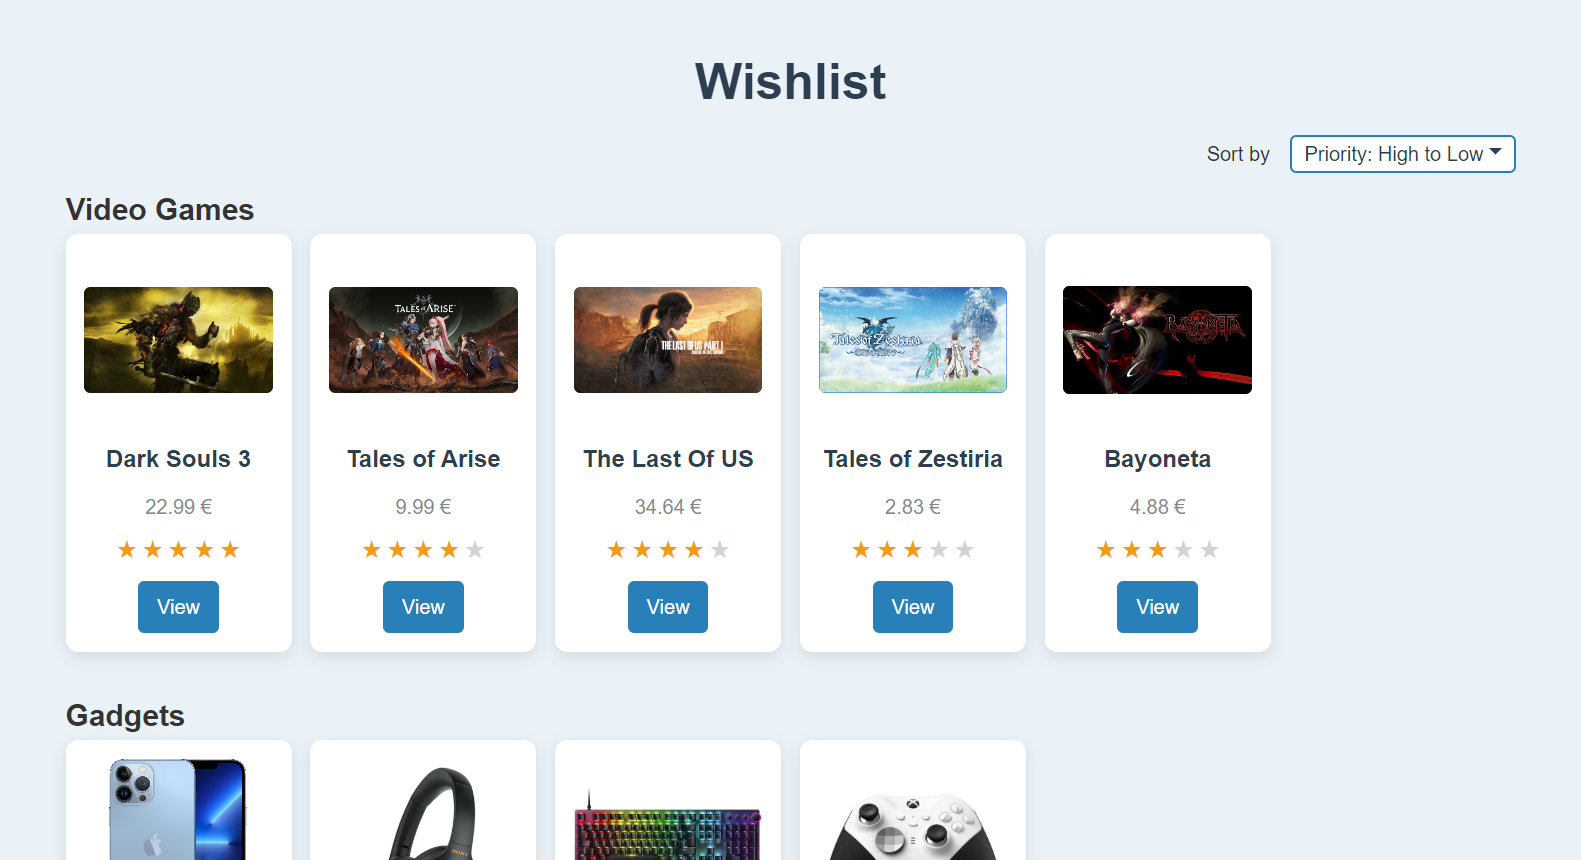 Wishlist
Sort by Priority: High to Low
Video Games
TALES of ARISE
THE LAST OF US PART I
Tales of Zestiria
BAYONETTA
Dark Souls 3
Tales of Arise
The Last Of US
Tales of Zestiria
Bayoneta
22.99 €
9.99 €
34.64 €
2.83 €
4.88 €
View
View
View
View
View
Gadgets
SONY